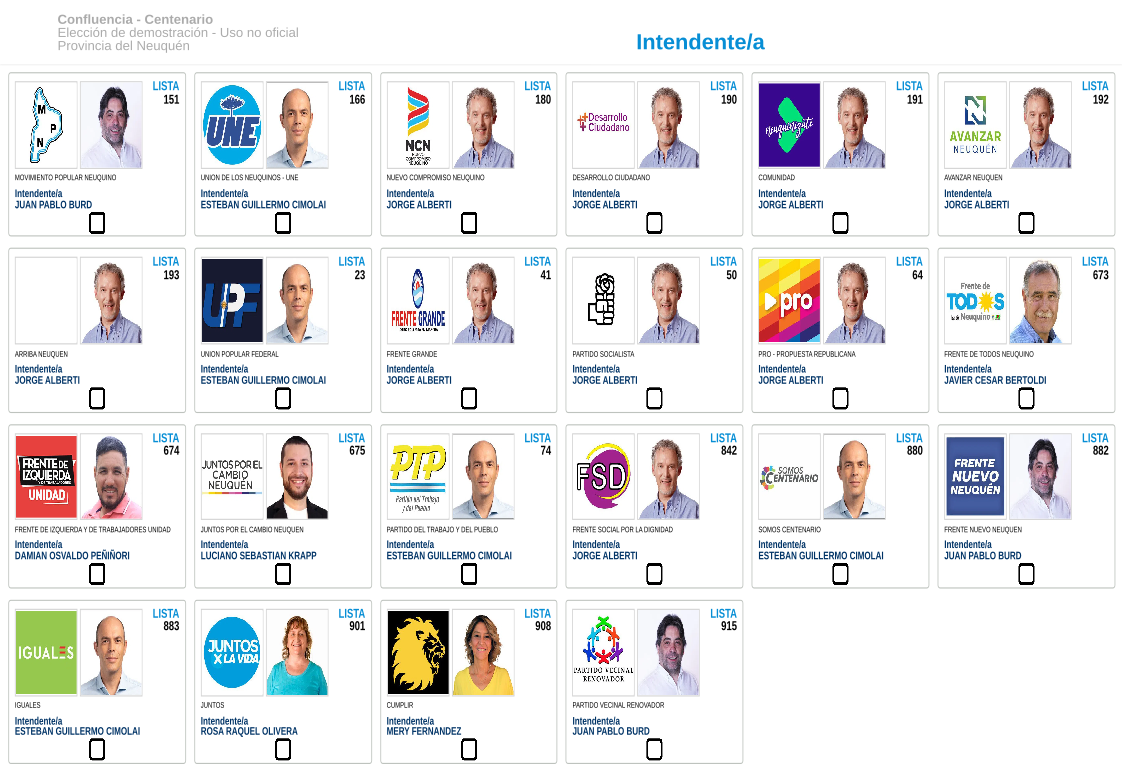 Confluencia - Centenario
Elección de demostración - Uso no oficial
Provincia del Neuquén
Intendente/a
M
P
N
LISTA
151
MOVIMIENTO POPULAR NEUQUINO
Intendente/a
JUAN PABLO BURD
UNE
LISTA
166
UNION DE LOS NEUQUINOS - UNE
Intendente/a
ESTEBAN GUILLERMO CIMOLAI
NCN
NUEVO
COMPROMISO
NEUQUINO
LISTA
180
NUEVO COMPROMISO NEUQUINO
Intendente/a
JORGE ALBERTI
Desarrollo
Ciudadano
LISTA
190
DESARROLLO CIUDADANO
Intendente/a
JORGE ALBERTI
Neuquinizate
LISTA
191
COMUNIDAD
Intendente/a
JORGE ALBERTI
AVANZAR
NEUQUÉN
LISTA
192
AVANZAR NEUQUEN
Intendente/a
JORGE ALBERTI
LISTA
193
ARRIBA NEUQUEN
Intendente/a
JORGE ALBERTI
UPF
LISTA
23
UNION POPULAR FEDERAL
Intendente/a
ESTEBAN GUILLERMO CIMOLAI
FRENTE GRANDE
LISTA
41
FRENTE GRANDE
Intendente/a
JORGE ALBERTI
LISTA
50
PARTIDO SOCIALISTA
Intendente/a
JORGE ALBERTI
pro
LISTA
64
PRO - PROPUESTA REPUBLICANA
Intendente/a
JORGE ALBERTI
Frente de
TODOS
Neuquino
LISTA
673
FRENTE DE TODOS NEUQUINO
Intendente/a
JAVIER CESAR BERTOLDI
FRENTE DE
IZQUIERDA
Y DE TRABAJADORES
UNIDAD
LISTA
674
FRENTE DE IZQUIERDA Y DE TRABAJADORES UNIDAD
Intendente/a
DAMIAN OSVALDO PEÑIÑORI
JUNTOS POR EL
CAMBIO
NEUQUÉN
LISTA
675
JUNTOS POR EL CAMBIO NEUQUEN
Intendente/a
LUCIANO SEBASTIAN KRAPP
PTP
Partido del Trabajo
y del Pueblo
LISTA
74
PARTIDO DEL TRABAJO Y DEL PUEBLO
Intendente/a
ESTEBAN GUILLERMO CIMOLAI
FSD
LISTA
842
FRENTE SOCIAL POR LA DIGNIDAD
Intendente/a
JORGE ALBERTI
SOMOS
CENTENARIO
LISTA
880
SOMOS CENTENARIO
Intendente/a
ESTEBAN GUILLERMO CIMOLAI
FRENTE
NUEVO
NEUQUÉN
LISTA
882
FRENTE NUEVO NEUQUEN
Intendente/a
JUAN PABLO BURD
IGUALES
LISTA
883
IGUALES
Intendente/a
ESTEBAN GUILLERMO CIMOLAI
JUNTOS
X LA VIDA
LISTA
901
JUNTOS
Intendente/a
ROSA RAQUEL OLIVERA
LISTA
908
CUMPLIR
Intendente/a
MERY FERNANDEZ
PARTIDO VECINAL
RENOVADOR
LISTA
915
PARTIDO VECINAL RENOVADOR
Intendente/a
JUAN PABLO BURD